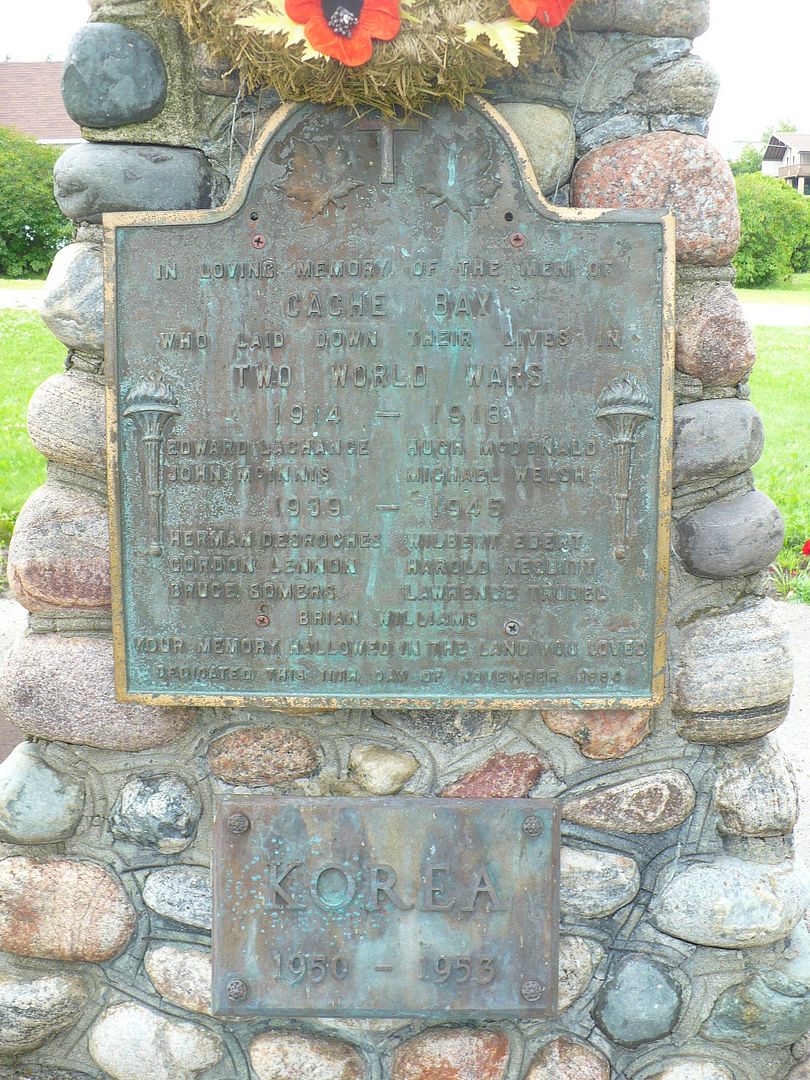 IN LOVING MEMORY OF THE MEN OF
CACHE BAY
WHO LAID DOWN THEIR LIVES IN
TWO WORLD WARS
1914 — 1918
EDWARD LACHANCE HUGH McDONALD
JOHN McINNIS MICHAEL WELSH
1939 — 1945
HERMAN DESROCHES WILBERT EBERT
GORDON LENNON HAROLD NESBITT
BRUCE SOMERS LAWRENCE TRUDEL
BRIAN WILLIAMS
YOUR MEMORY HALLOWED IN THE LAND YOU LOVED
DEDICATED THIS 11TH DAY OF NOVEMBER
KOREA
1950 – 1953